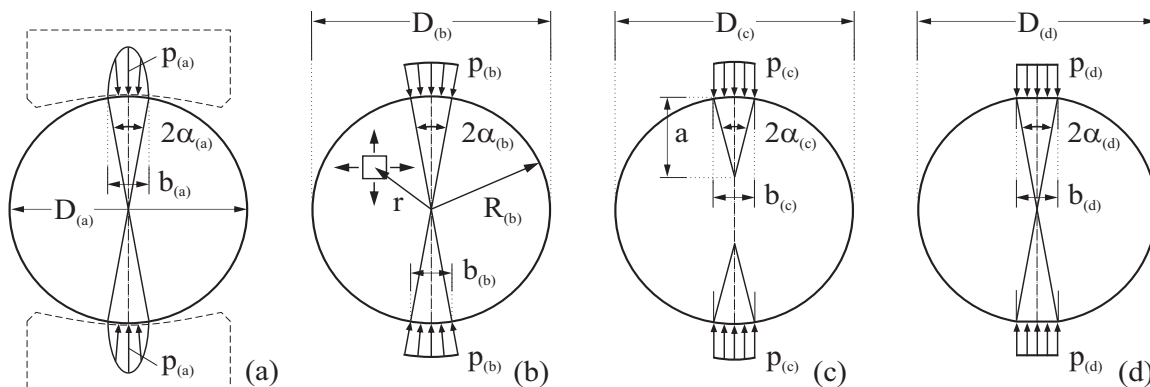 p(a)
2α(a)
b(a)
D(a)
p(a)
(a)
D(b)
p(b)
2α(b)
r
R(b)
b(b)
p(b)
(b)
D(c)
p(c)
a
2α(c)
b(c)
p(c)
(c)
D(d)
p(d)
2α(d)
b(d)
p(d)
(d)